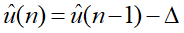 û(n) = û(n−1) − Δ